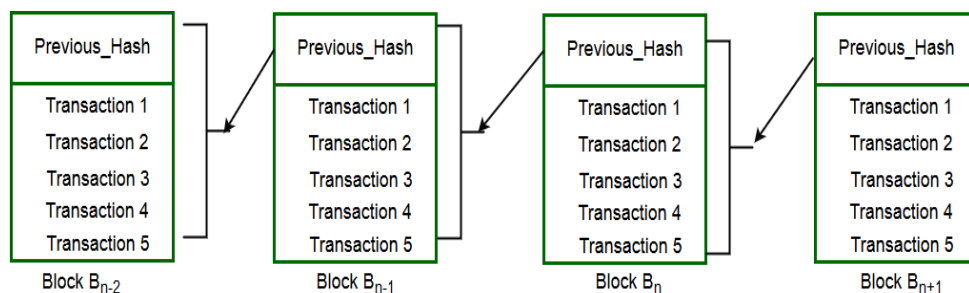 Previous_Hash
Transaction 1
Transaction 2
Transaction 3
Transaction 4
Transaction 5
Block Bn-2
Previous_Hash
Transaction 1
Transaction 2
Transaction 3
Transaction 4
Transaction 5
Block Bn-1
Previous_Hash
Transaction 1
Transaction 2
Transaction 3
Transaction 4
Transaction 5
Block Bn
Previous_Hash
Transaction 1
Transaction 2
Transaction 3
Transaction 4
Transaction 5
Block Bn+1